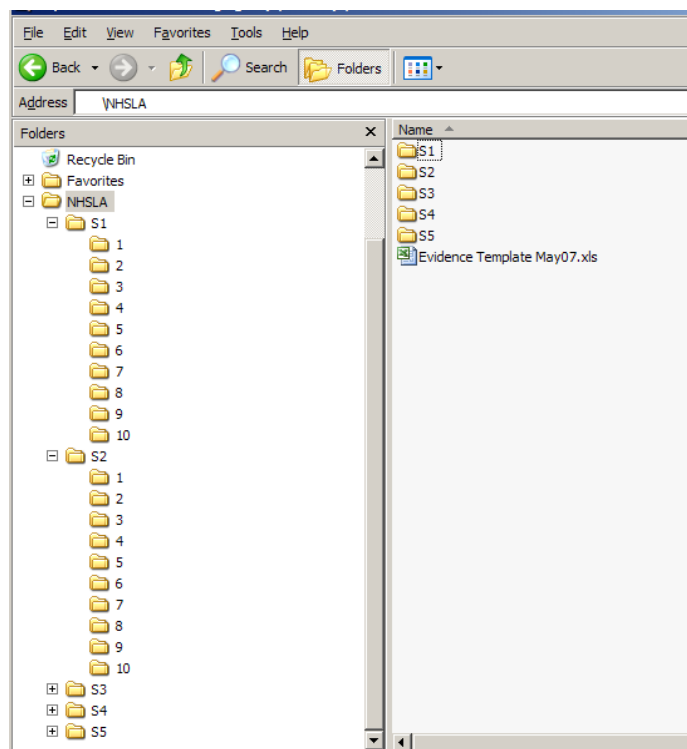 File Edit View Favorites Tools Help
Back Search Folders
Address \NHSLA
Folders
Recycle Bin
Favorites
NHSLA
S1
1
2
3
4
5
6
7
8
9
10
S2
1
2
3
4
5
6
7
8
9
10
S3
S4
S5
Name
S1
S2
S3
S4
S5
Evidence Template May07.xls